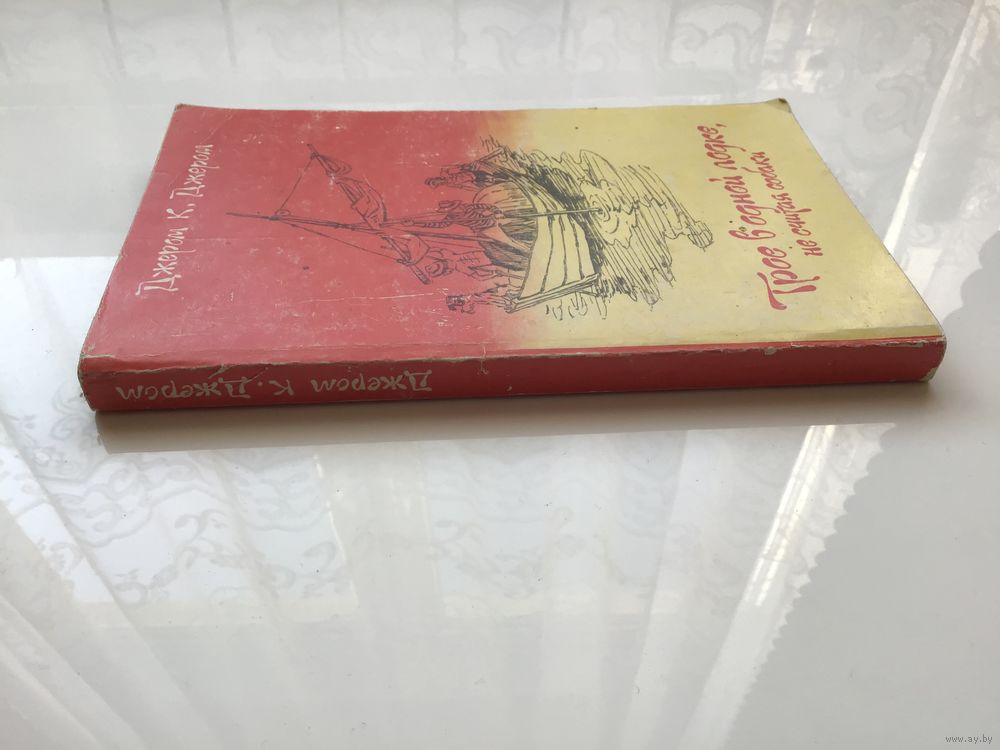 Джером К. Джером
Трое в одной лодке,
не считая собаки
Джером К. Джером
www.ay.by